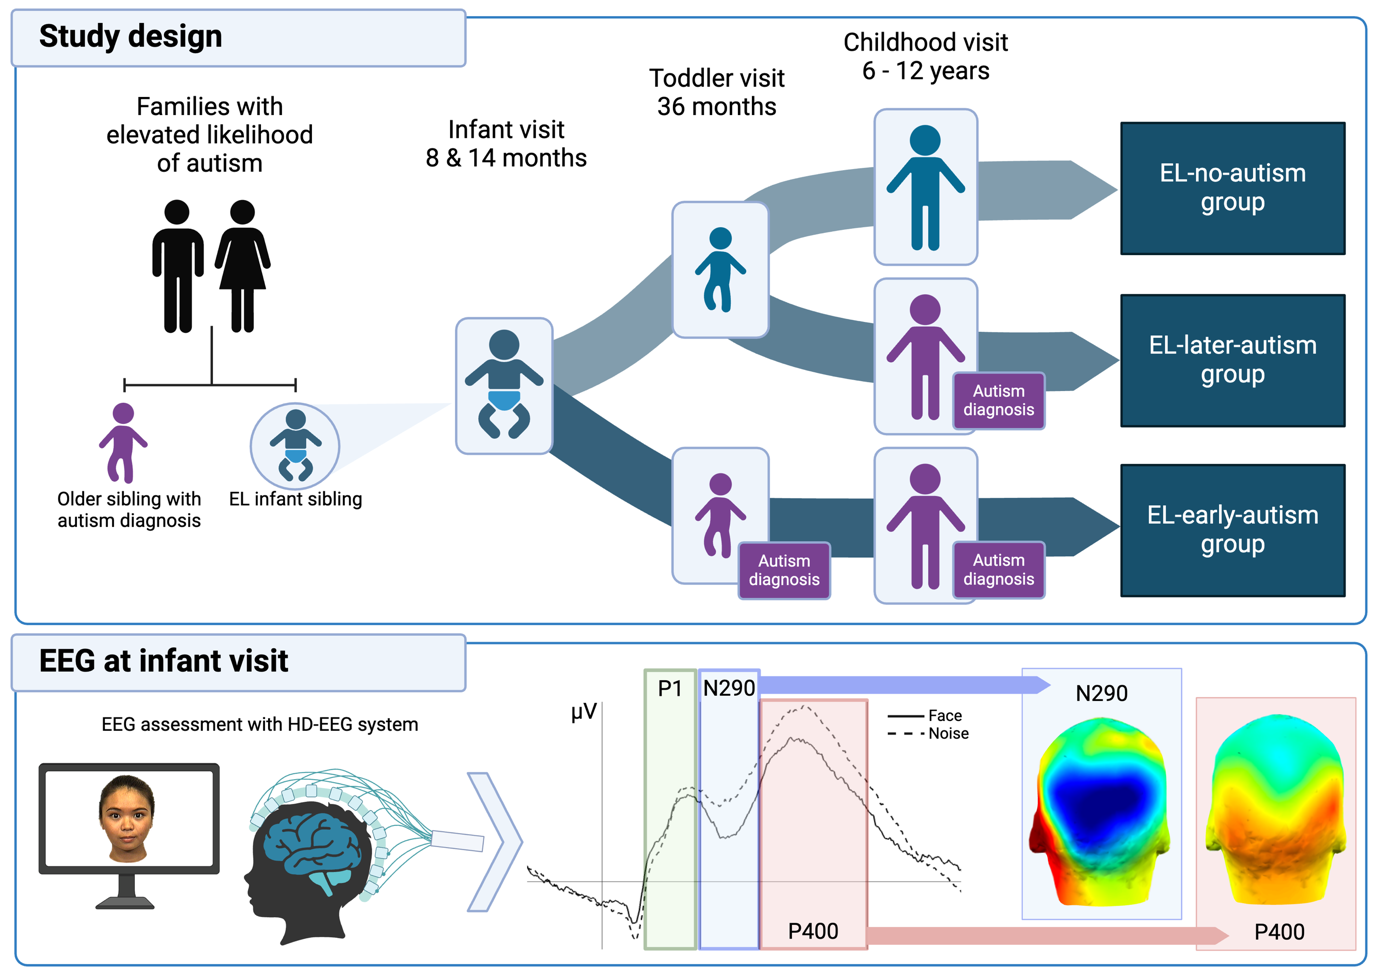 Study design
Families with
elevated likelihood
of autism
Older sibling with
autism diagnosis
EL infant sibling
Infant visit
8 & 14 months
Toddler visit
36 months
Childhood visit
6 - 12 years
Autism
diagnosis
Autism
diagnosis
Autism
diagnosis
EL-no-autism
group
EL-later-autism
group
EL-early-autism
group
EEG at infant visit
EEG assessment with HD-EEG system
μV
P1
N290
P400
Face
Noise
N290
P400